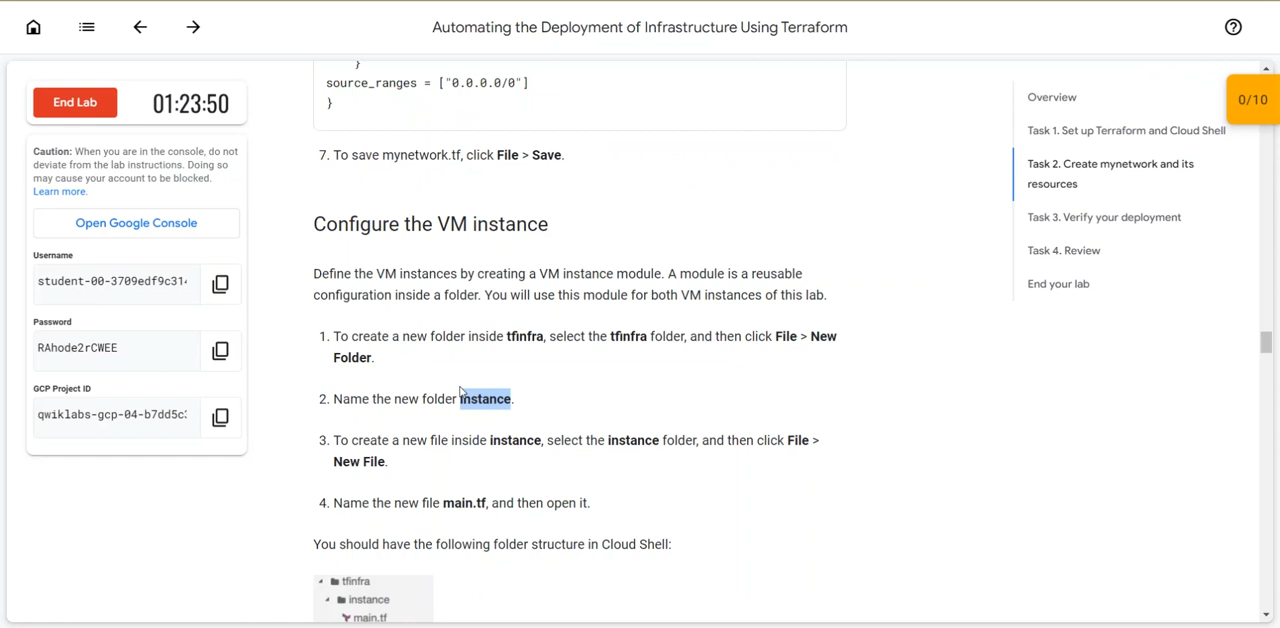 Automating the Deployment of Infrastructure Using Terraform
End Lab
01:23:50
Caution: When you are in the console, do not
deviate from the lab instructions. Doing so
may cause your account to be blocked.
Learn more.
Open Google Console
Username
student-00-3709edf9c31
Password
RAhode2rCWEE
GCP Project ID
qwiklabs-gcp-04-b7dd5c
}
source_ranges = ["0.0.0.0/0"]
}
7. To save mynetwork.tf, click File > Save.
Configure the VM instance
Define the VM instances by creating a VM instance module. A module is a reusable
configuration inside a folder. You will use this module for both VM instances of this lab.
1. To create a new folder inside tfinfra, select the tfinfra folder, and then click File > New
Folder.
2. Name the new folder instance.
3. To create a new file inside instance, select the instance folder, and then click File >
New File.
4. Name the new file main.tf, and then open it.
You should have the following folder structure in Cloud Shell:
tfinfra
instance
main.tf
Overview
Task 1. Set up Terraform and Cloud Shell
Task 2. Create mynetwork and its
resources
Task 3. Verify your deployment
Task 4. Review
End your lab
0/10